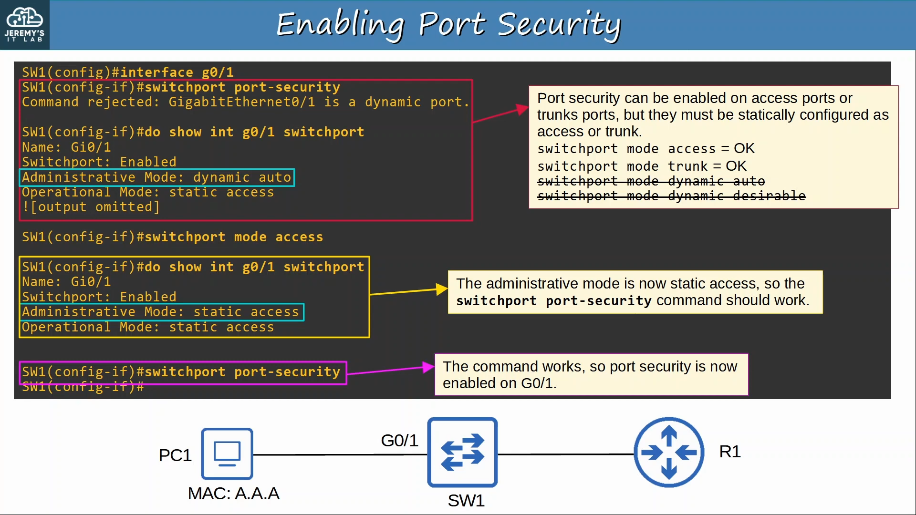 JEREMY'S
IT LAB
Enabling Port Security
SW1(config)#interface g0/1
SW1(config-if)#switchport port-security
Command rejected: GigabitEthernet0/1 is a dynamic port.
SW1(config-if)#do show int g0/1 switchport
Name: Gi0/1
Switchport: Enabled
Administrative Mode: dynamic auto
Operational Mode: static access
![output omitted]
SW1(config-if)#switchport mode access
SW1(config-if)#do show int g0/1 switchport
Name: Gi0/1
Switchport: Enabled
Administrative Mode: static access
Operational Mode: static access
SW1(config-if)#switchport port-security
SW1(config-if)#
Port security can be enabled on access ports or
trunks ports, but they must be statically configured as
access or trunk.
switchport mode access = OK
switchport mode trunk = OK
switchport mode dynamic auto
switchport mode dynamic desirable
The administrative mode is now static access, so the
switchport port-security command should work.
The command works, so port security is now
enabled on G0/1.
PC1
MAC: A.A.A
G0/1
SW1
R1